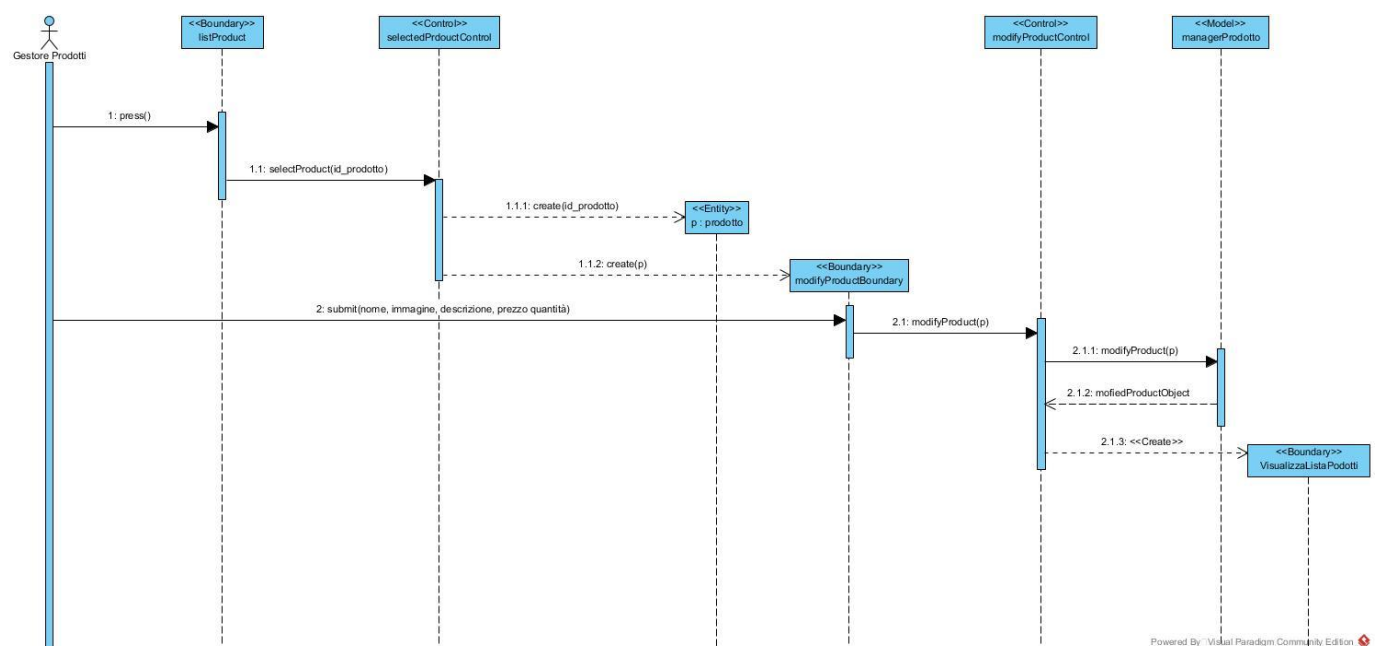 <<Boundary>>
listProduct
<<Control>>
selectedPrdouctControl
<<Control>>
modifyProductControl
<<Model>>
managerProdotto
Gestore Prodotti
1: press()
1.1: selectProduct(id_prodotto)
1.1.1: create(id_prodotto)
<<Entity>>
p : prodotto
1.1.2: create(p)
<<Boundary>>
modifyProductBoundary
2: submit(nome, immagine, descrizione, prezzo quantità)
2.1: modifyProduct(p)
2.1.1: modifyProduct(p)
2.1.2: mofiedProductObject
2.1.3: <<Create>>
<<Boundary>>
VisualizzaListaPodotti
Powered By Visual Paradigm Community Edition